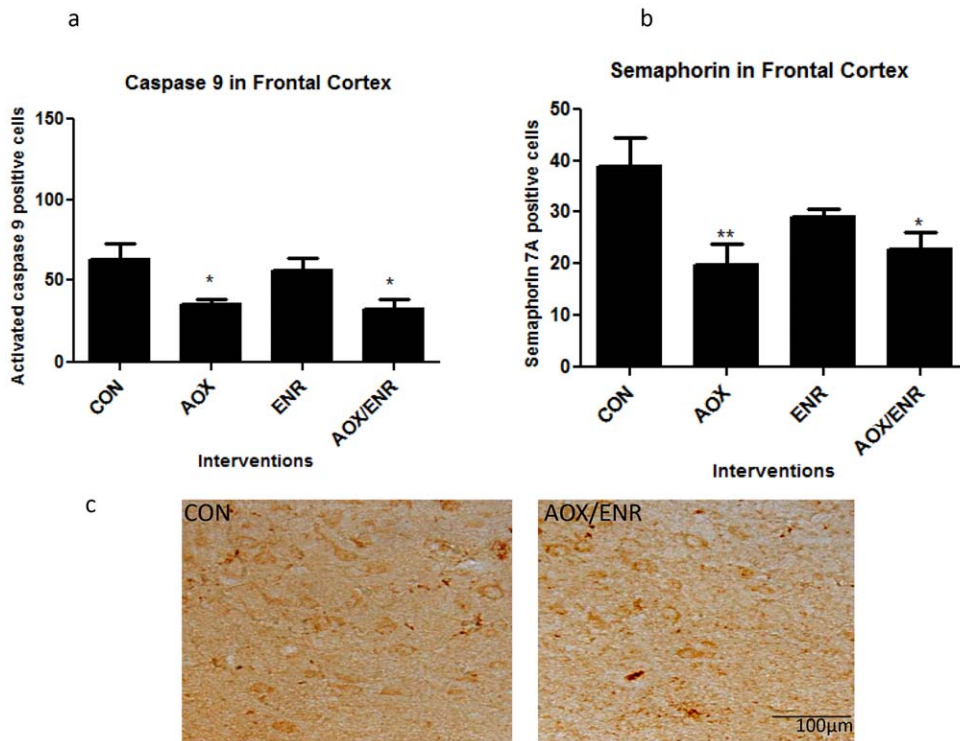 a
Caspase 9 in Frontal Cortex
Activated caspase 9 positive cells
150
100
50
0
*
*
CON
AOX
ENR
AOX/ENR
Interventions
b
Semaphorin in Frontal Cortex
Semaphorin 7A positive cells
50
40
30
20
10
0
**
*
CON
AOX
ENR
AOX/ENR
Interventions
c
CON
AOX/ENR
100µm